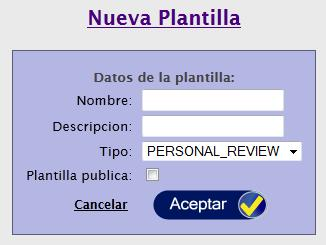 Nueva Plantilla
Datos de la plantilla:
Nombre:
Descripcion:
Tipo: PERSONAL_REVIEW
Plantilla publica:
Cancelar Aceptar